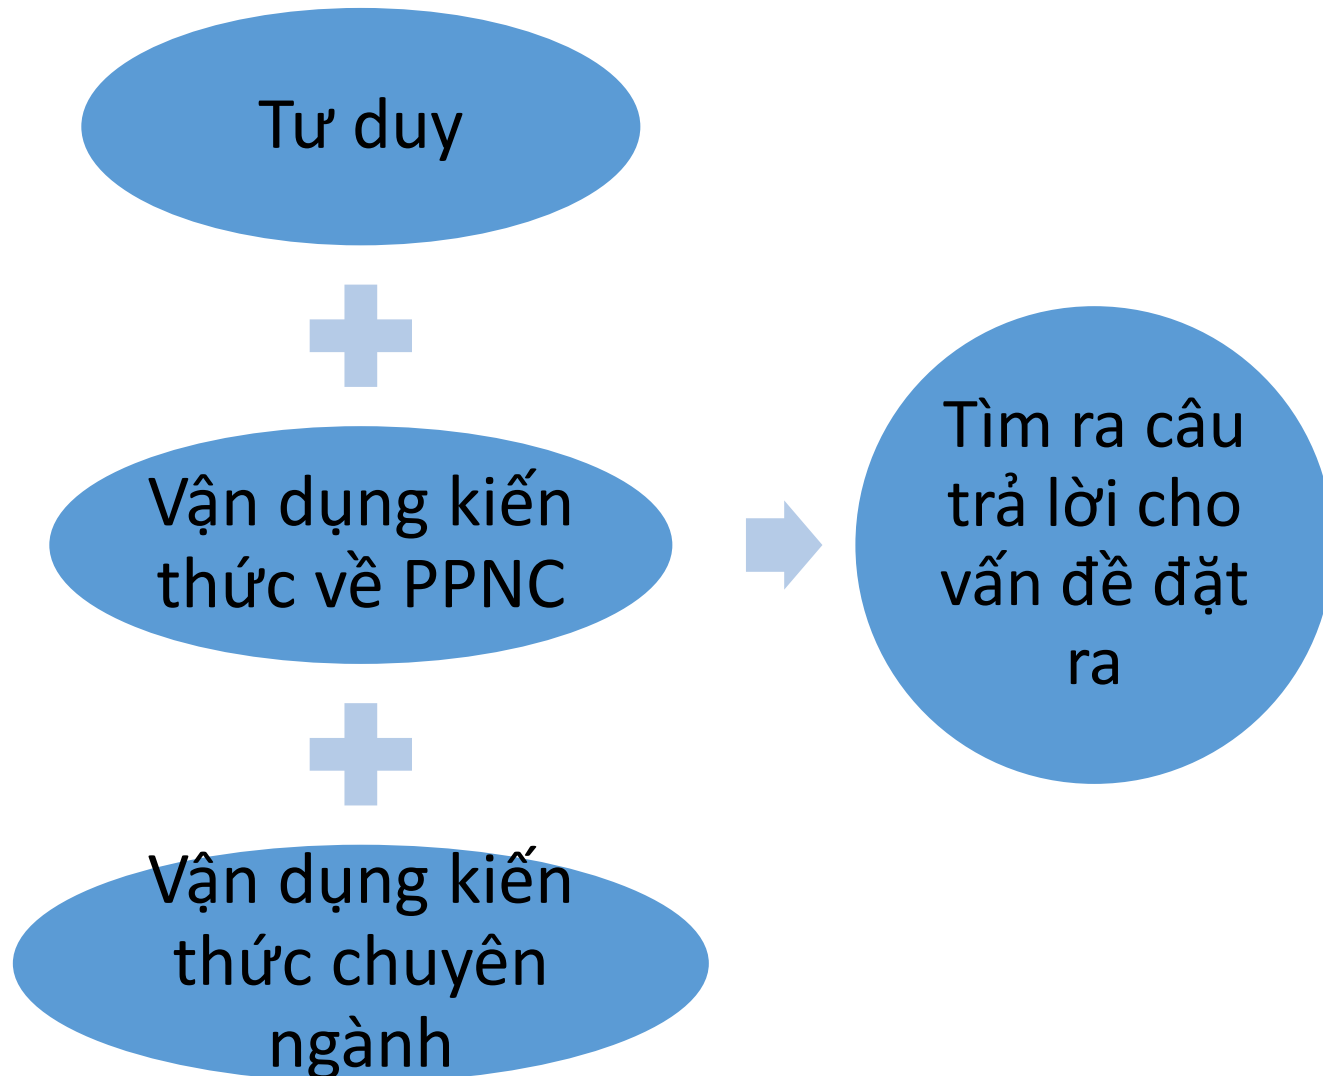 Tư duy
Vận dụng kiến
thức về PPNC
Vận dụng kiến
thức chuyên
ngành
Tìm ra câu
trả lời cho
vấn đề đặt
ra